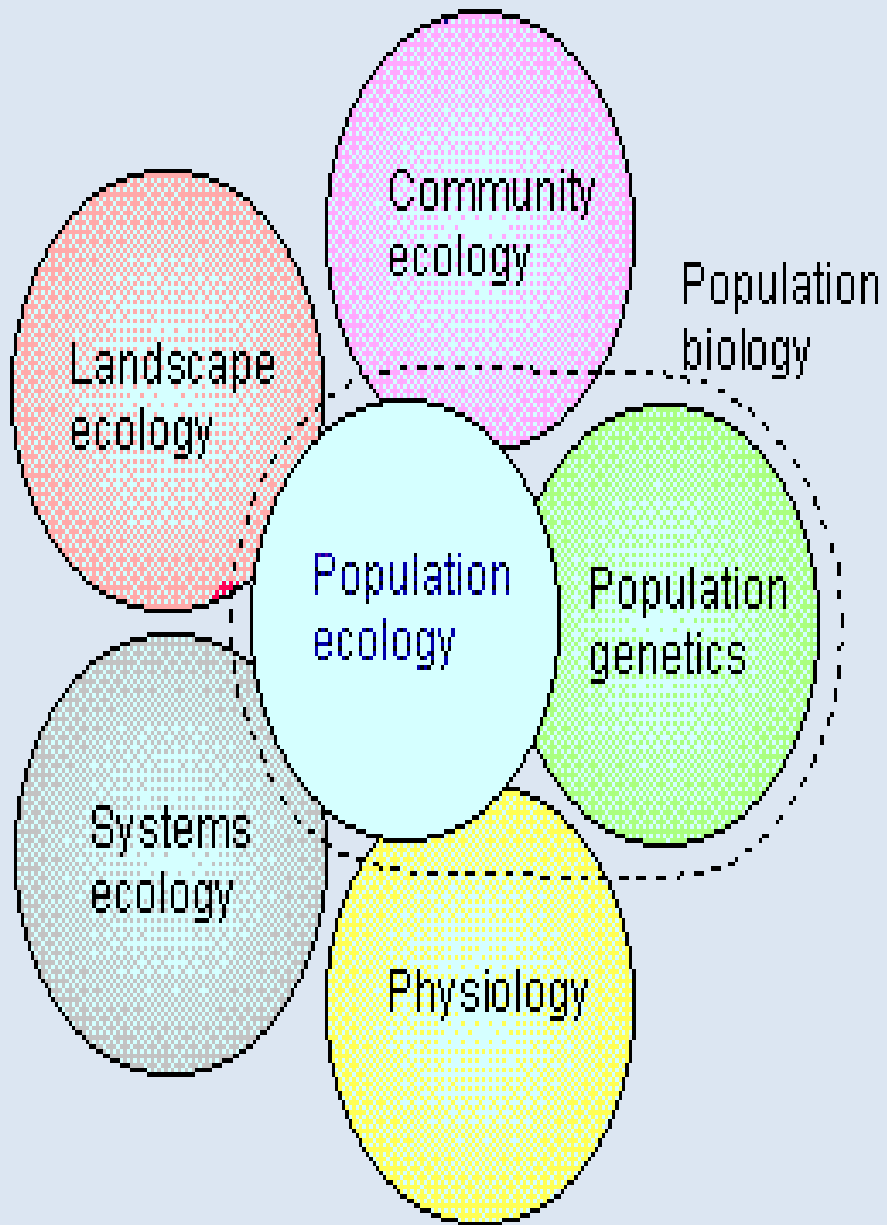 Community
ecology
Population
biology
Landscape
ecology
Population
ecology
Population
genetics
Systems
ecology
Physiology